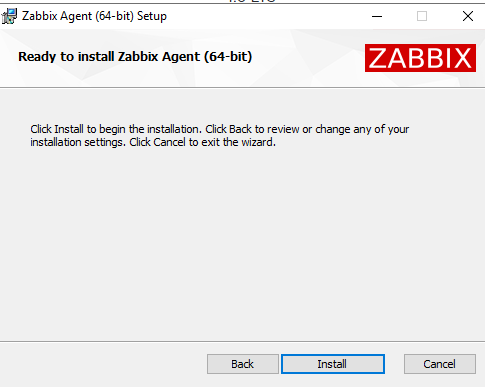 Zabbix Agent (64-bit) Setup
Ready to install Zabbix Agent (64-bit)
ZABBIX
Click Install to begin the installation. Click Back to review or change any of your
installation settings. Click Cancel to exit the wizard.
Back
Install
Cancel